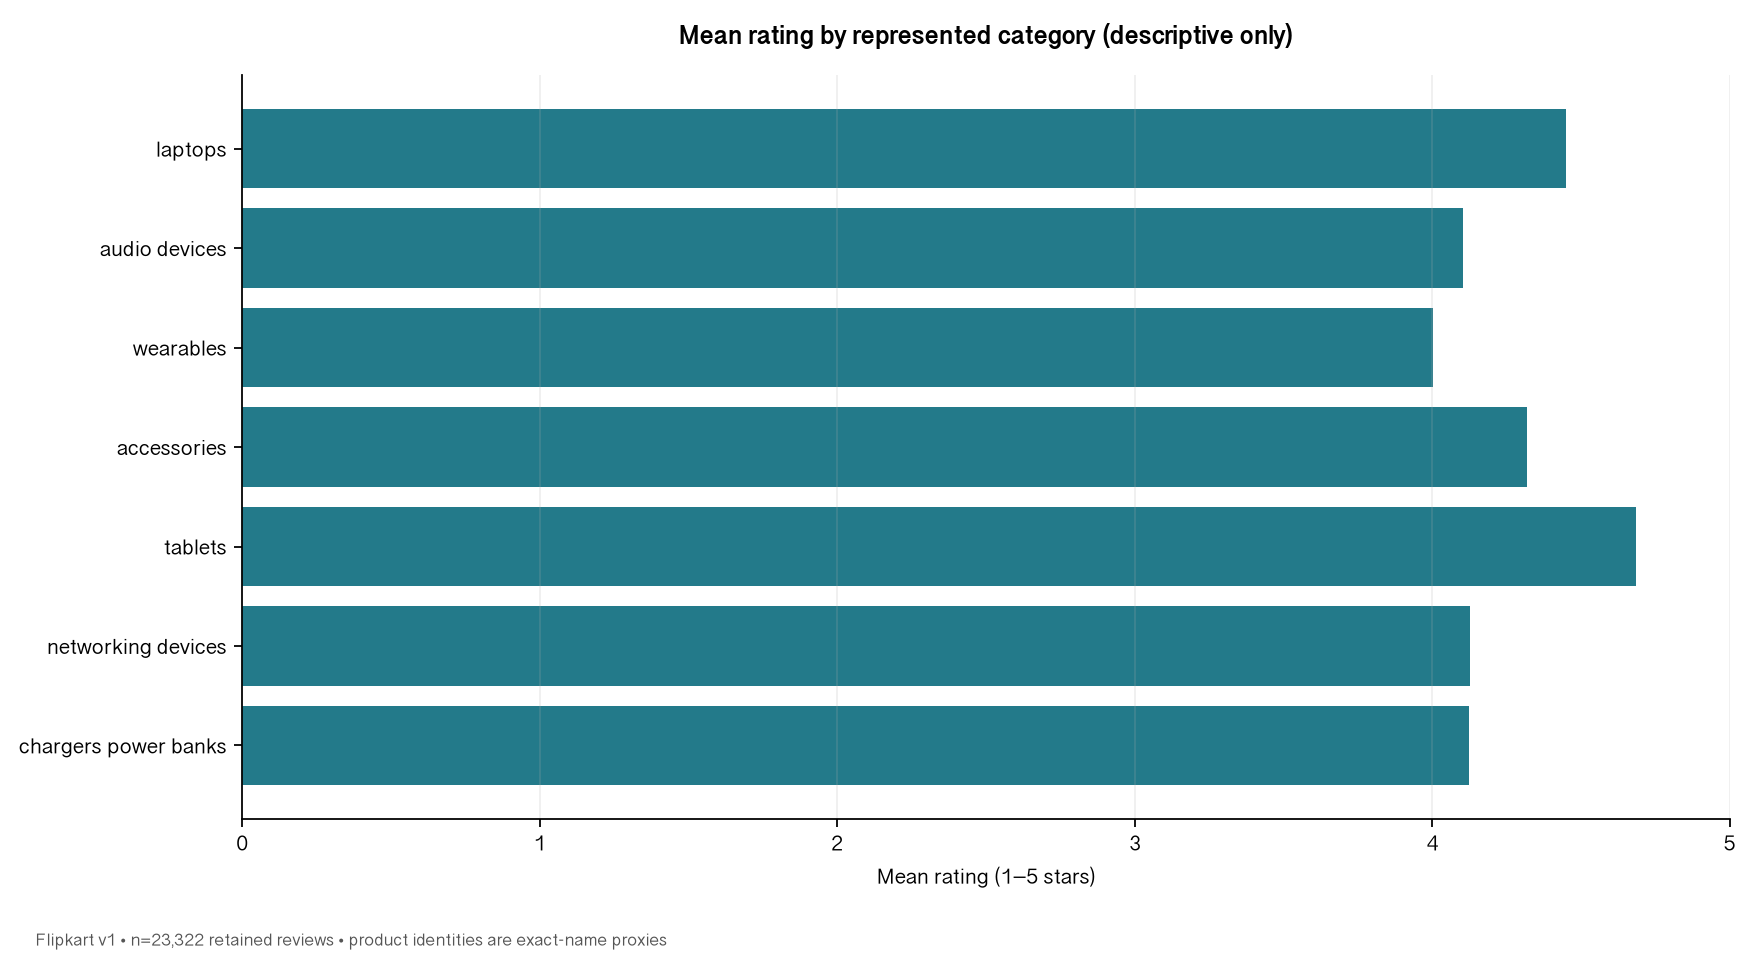 Mean rating by represented category (descriptive only)
laptops
audio devices
wearables
accessories
tablets
networking devices
chargers power banks
0 1 2 3 4 5
Mean rating (1–5 stars)
Flipkart v1 • n=23,322 retained reviews • product identities are exact-name proxies